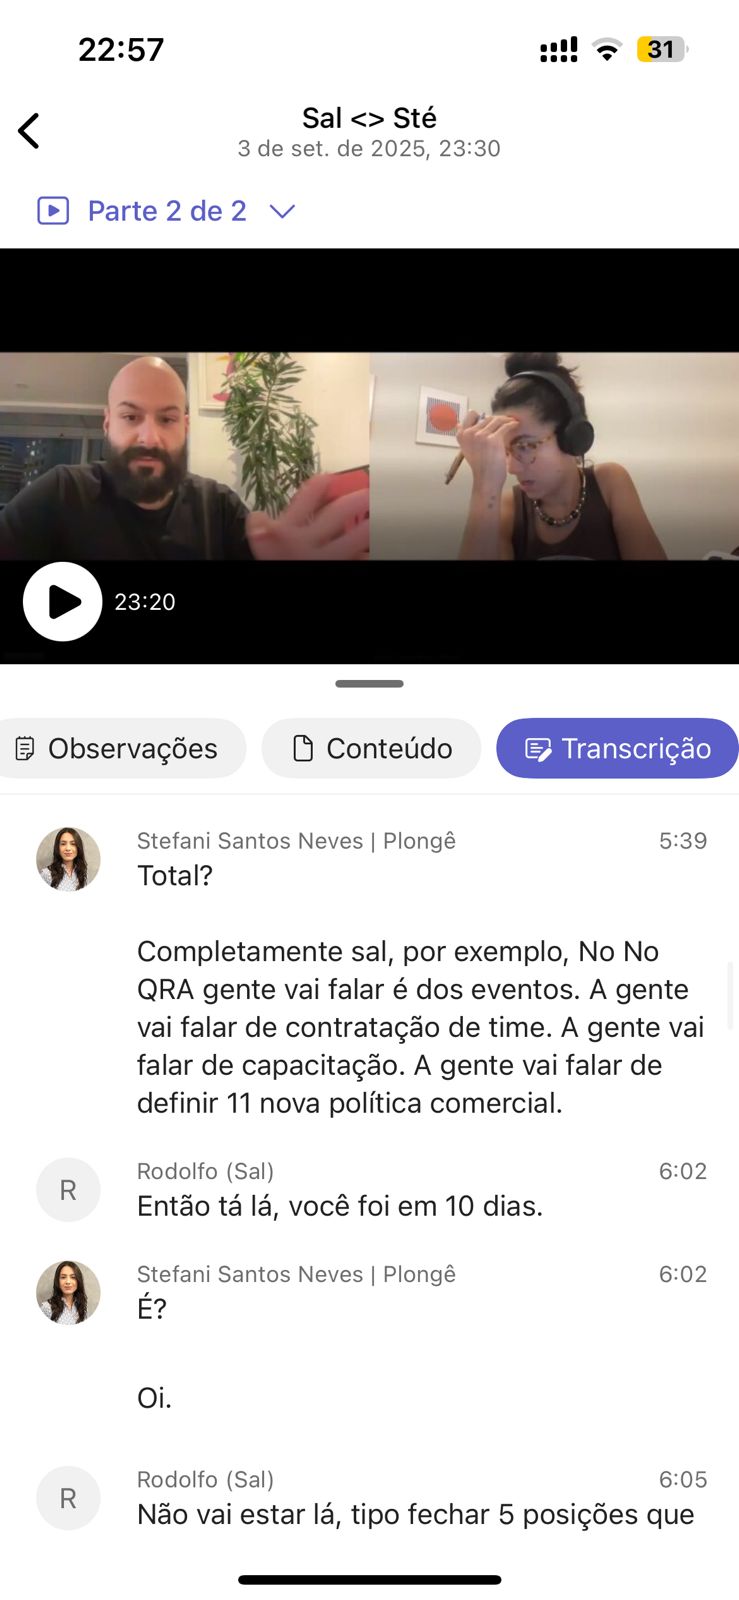 22:57
31
Sal <> Sté
3 de set. de 2025, 23:30
Parte 2 de 2
23:20
Observações
Conteúdo
Transcrição
Stefani Santos Neves | Plongê
5:39
Total?
Completamente sal, por exemplo, No No
QRA gente vai falar é dos eventos. A gente
vai falar de contratação de time. A gente vai
falar de capacitação. A gente vai falar de
definir 11 nova política comercial.
R
Rodolfo (Sal)
6:02
Então tá lá, você foi em 10 dias.
Stefani Santos Neves | Plongê
6:02
É?
Oi.
R
Rodolfo (Sal)
6:05
Não vai estar lá, tipo fechar 5 posições que